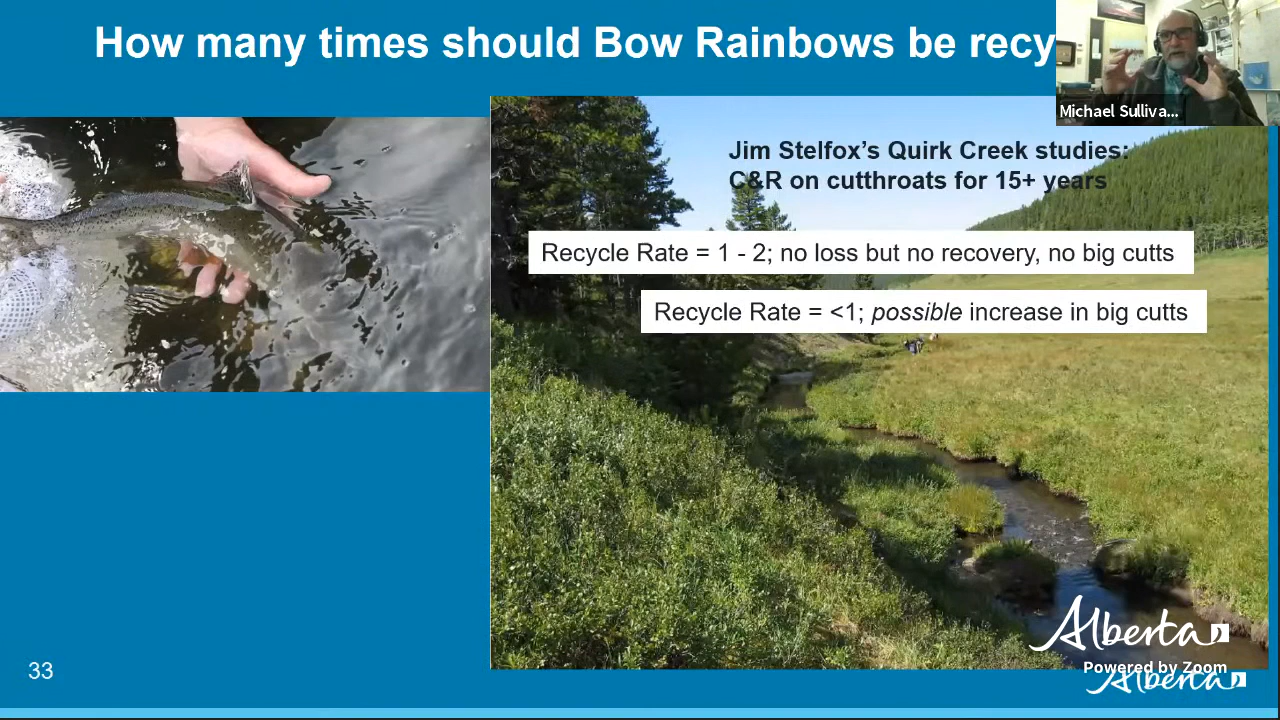 How many times should Bow Rainbows be recy
Michael Sulliva...
Jim Stelfox's Quirk Creek studies:
C&R on cutthroats for 15+ years
Recycle Rate = 1 - 2; no loss but no recovery, no big cutts
Recycle Rate = <1; possible increase in big cutts
Alberta
Powered by Zoom
Alberta
33